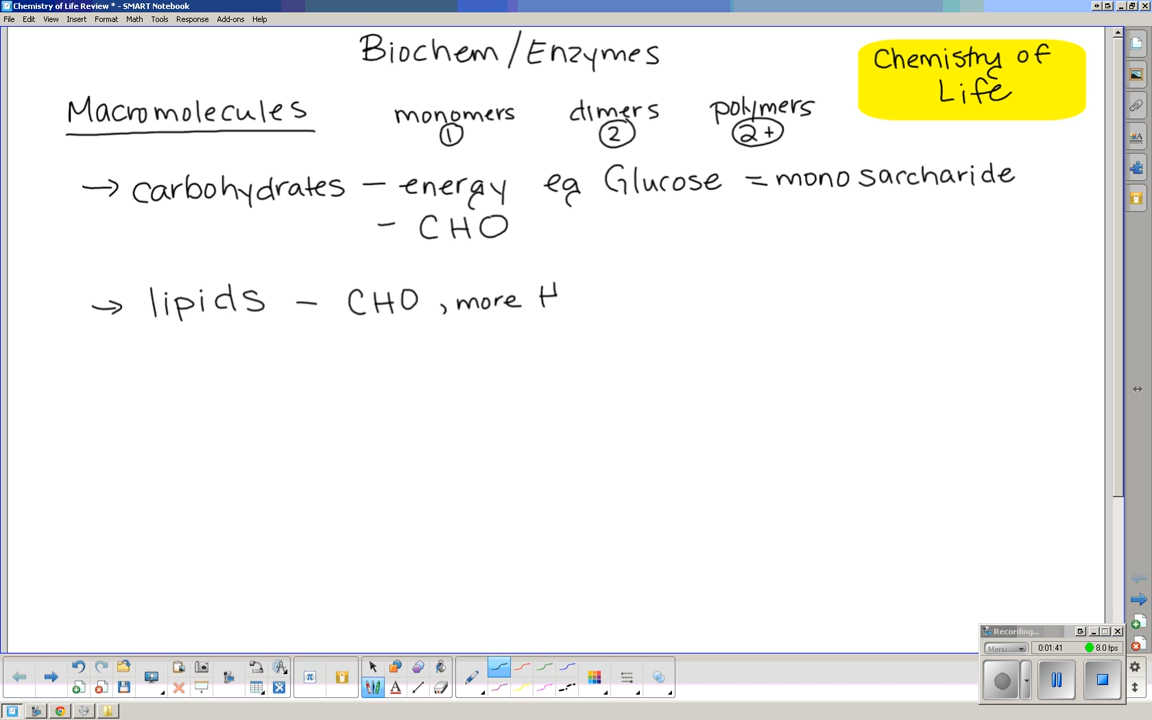 Chemistry of Life Review * - SMART Notebook
File Edit View Insert Format Math Tools Response Add-ons Help
Biochem/Enzymes
Chemistry of
Life
Macromolecules monomers dimers polymers
1 2 2+
→ carbohydrates - energy eg Glucose = monosaccharide
- CHO
→ lipids - CHO, more H
Recording...
Menu 0:01:41 8.0 fps